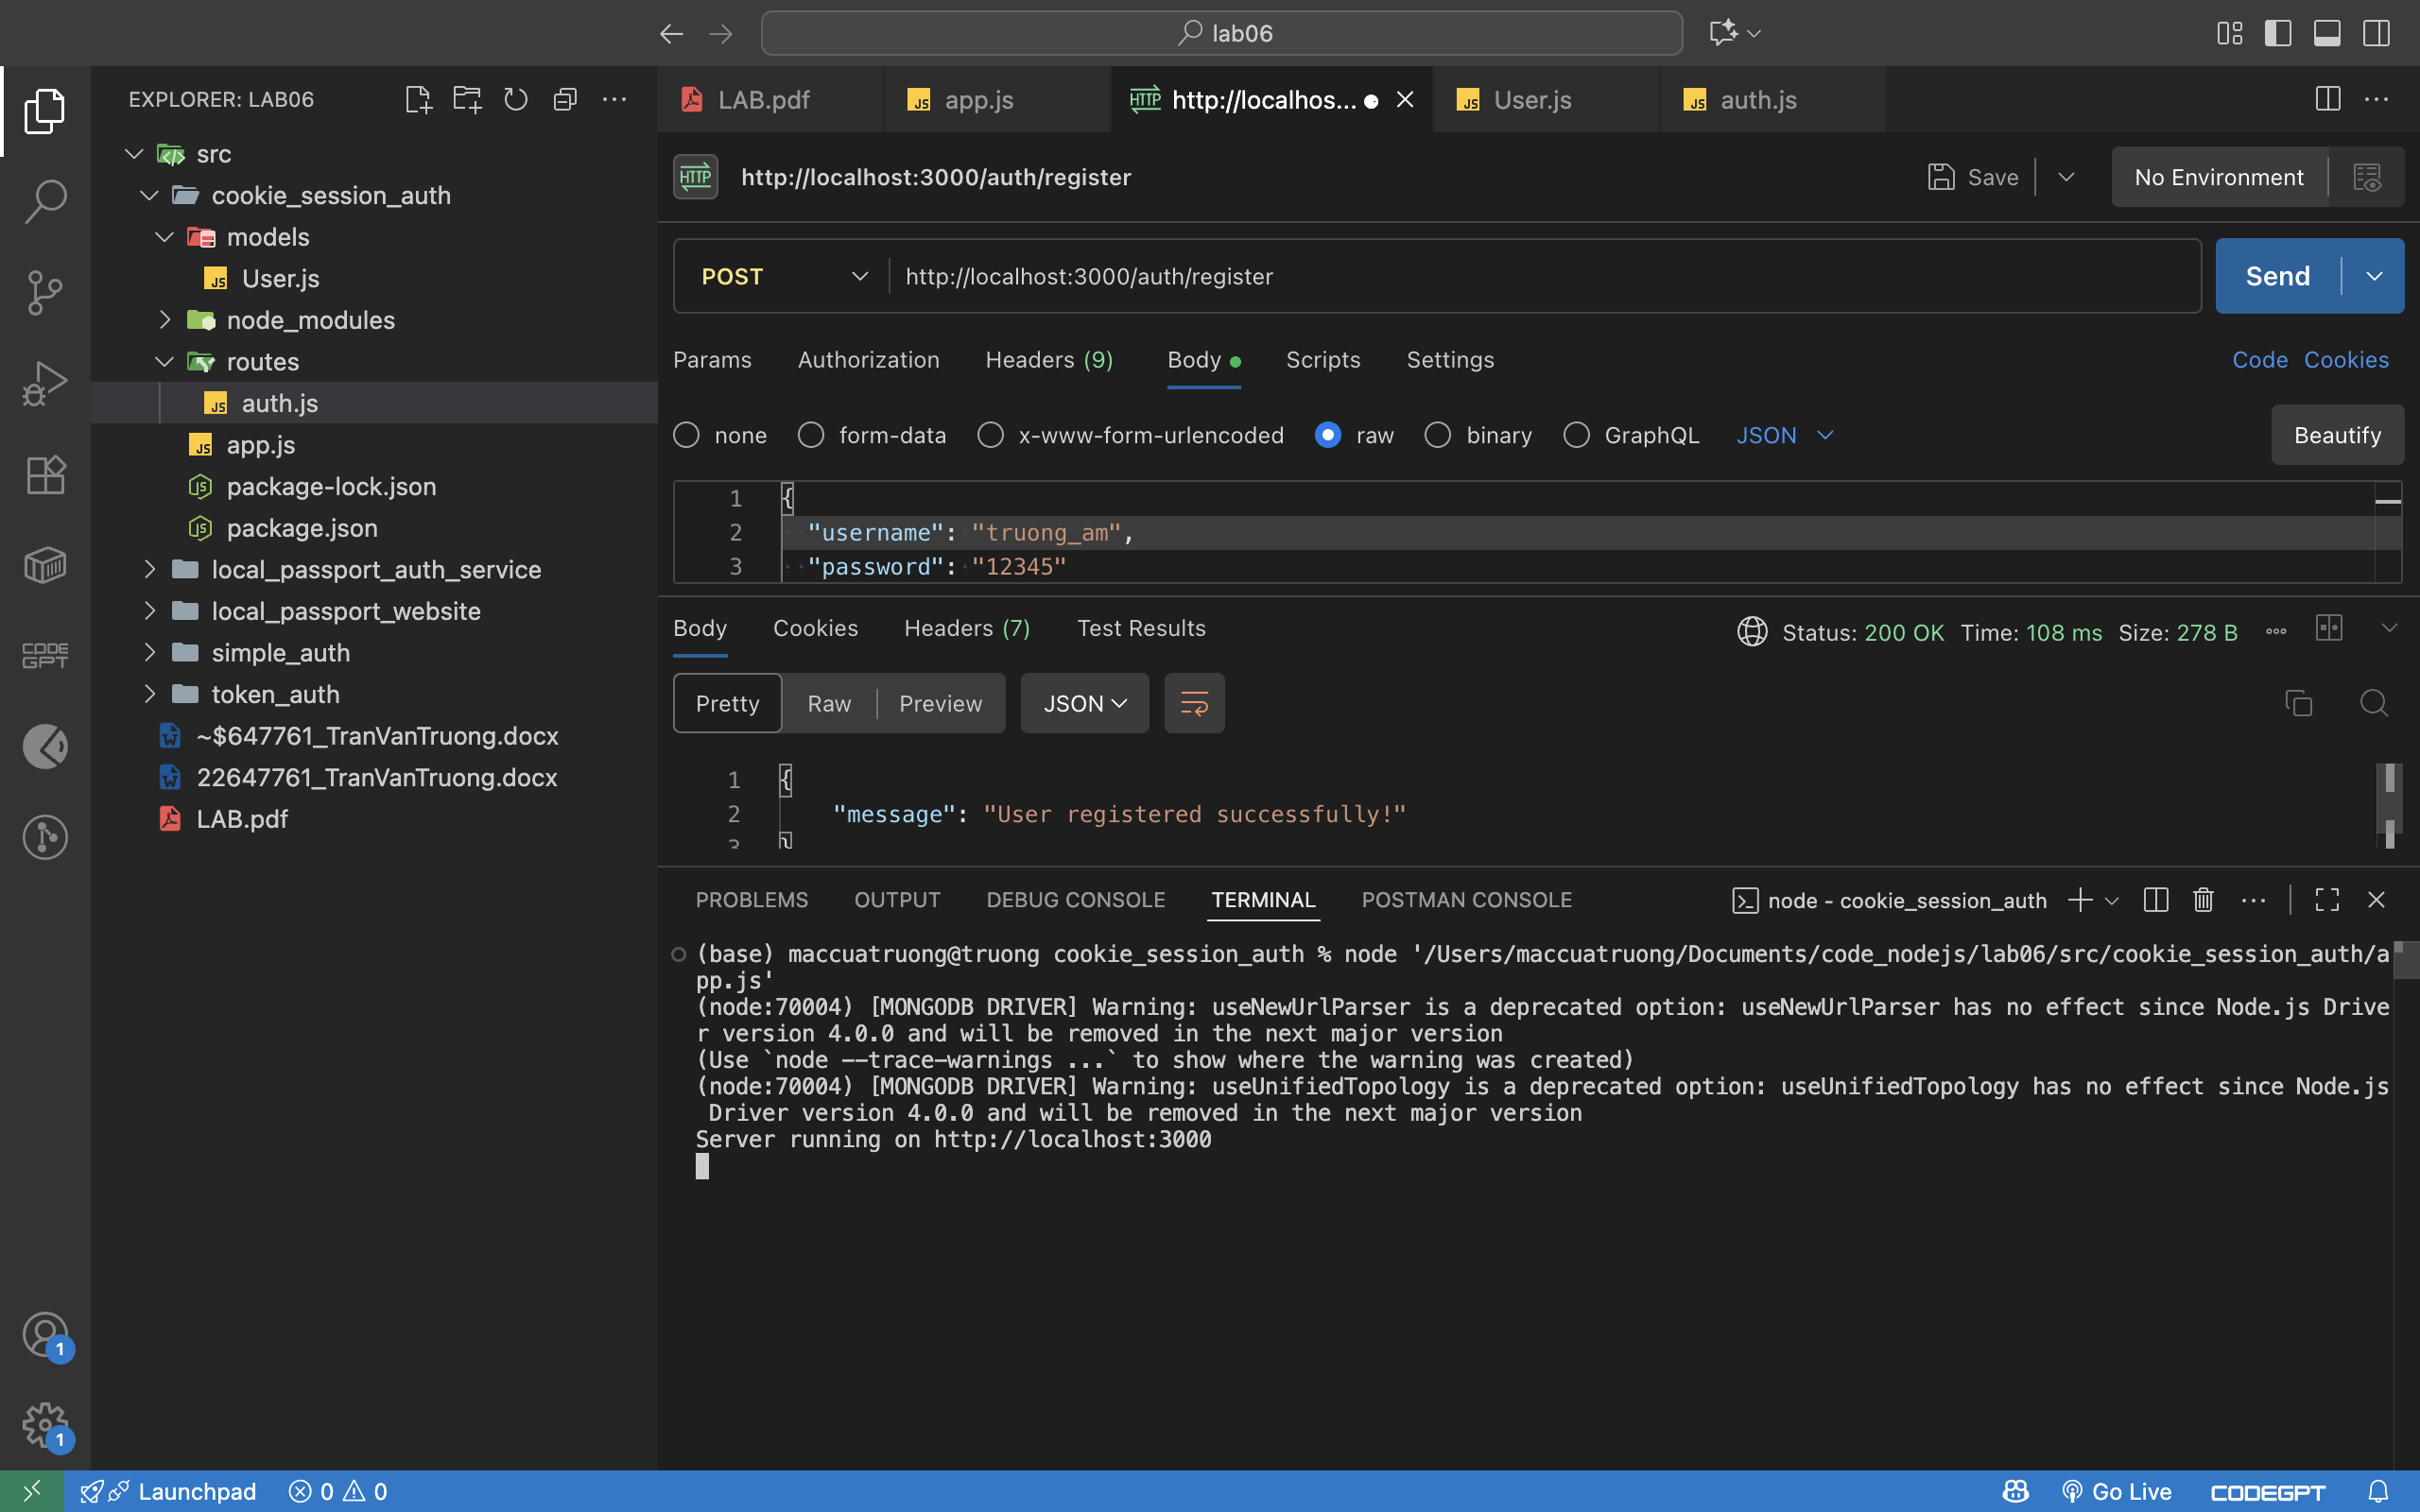 lab06
EXPLORER: LAB06
src
cookie_session_auth
models
User.js
node_modules
routes
auth.js
app.js
package-lock.json
package.json
local_passport_auth_service
local_passport_website
simple_auth
token_auth
~$647761_TranVanTruong.docx
22647761_TranVanTruong.docx
LAB.pdf
CODE
GPT
1
1
LAB.pdf
JS app.js
HTTP http://localhos...
JS User.js
JS auth.js
HTTP http://localhost:3000/auth/register
Save
No Environment
POST http://localhost:3000/auth/register
Send
Params Authorization Headers (9) Body Scripts Settings Code Cookies
none form-data x-www-form-urlencoded raw binary GraphQL JSON Beautify
1 {
2 "username": "truong_am",
3 "password": "12345"
Body Cookies Headers (7) Test Results Status: 200 OK Time: 108 ms Size: 278 B
Pretty Raw Preview JSON
1 {
2 "message": "User registered successfully!"
3 }
PROBLEMS OUTPUT DEBUG CONSOLE TERMINAL POSTMAN CONSOLE node - cookie_session_auth
(base) maccuatruong@truong cookie_session_auth % node '/Users/maccuatruong/Documents/code_nodejs/lab06/src/cookie_session_auth/a
pp.js'
(node:70004) [MONGODB DRIVER] Warning: useNewUrlParser is a deprecated option: useNewUrlParser has no effect since Node.js Drive
r version 4.0.0 and will be removed in the next major version
(Use `node --trace-warnings ...` to show where the warning was created)
(node:70004) [MONGODB DRIVER] Warning: useUnifiedTopology is a deprecated option: useUnifiedTopology has no effect since Node.js
Driver version 4.0.0 and will be removed in the next major version
Server running on http://localhost:3000
Launchpad 0 0 Go Live CODEGPT